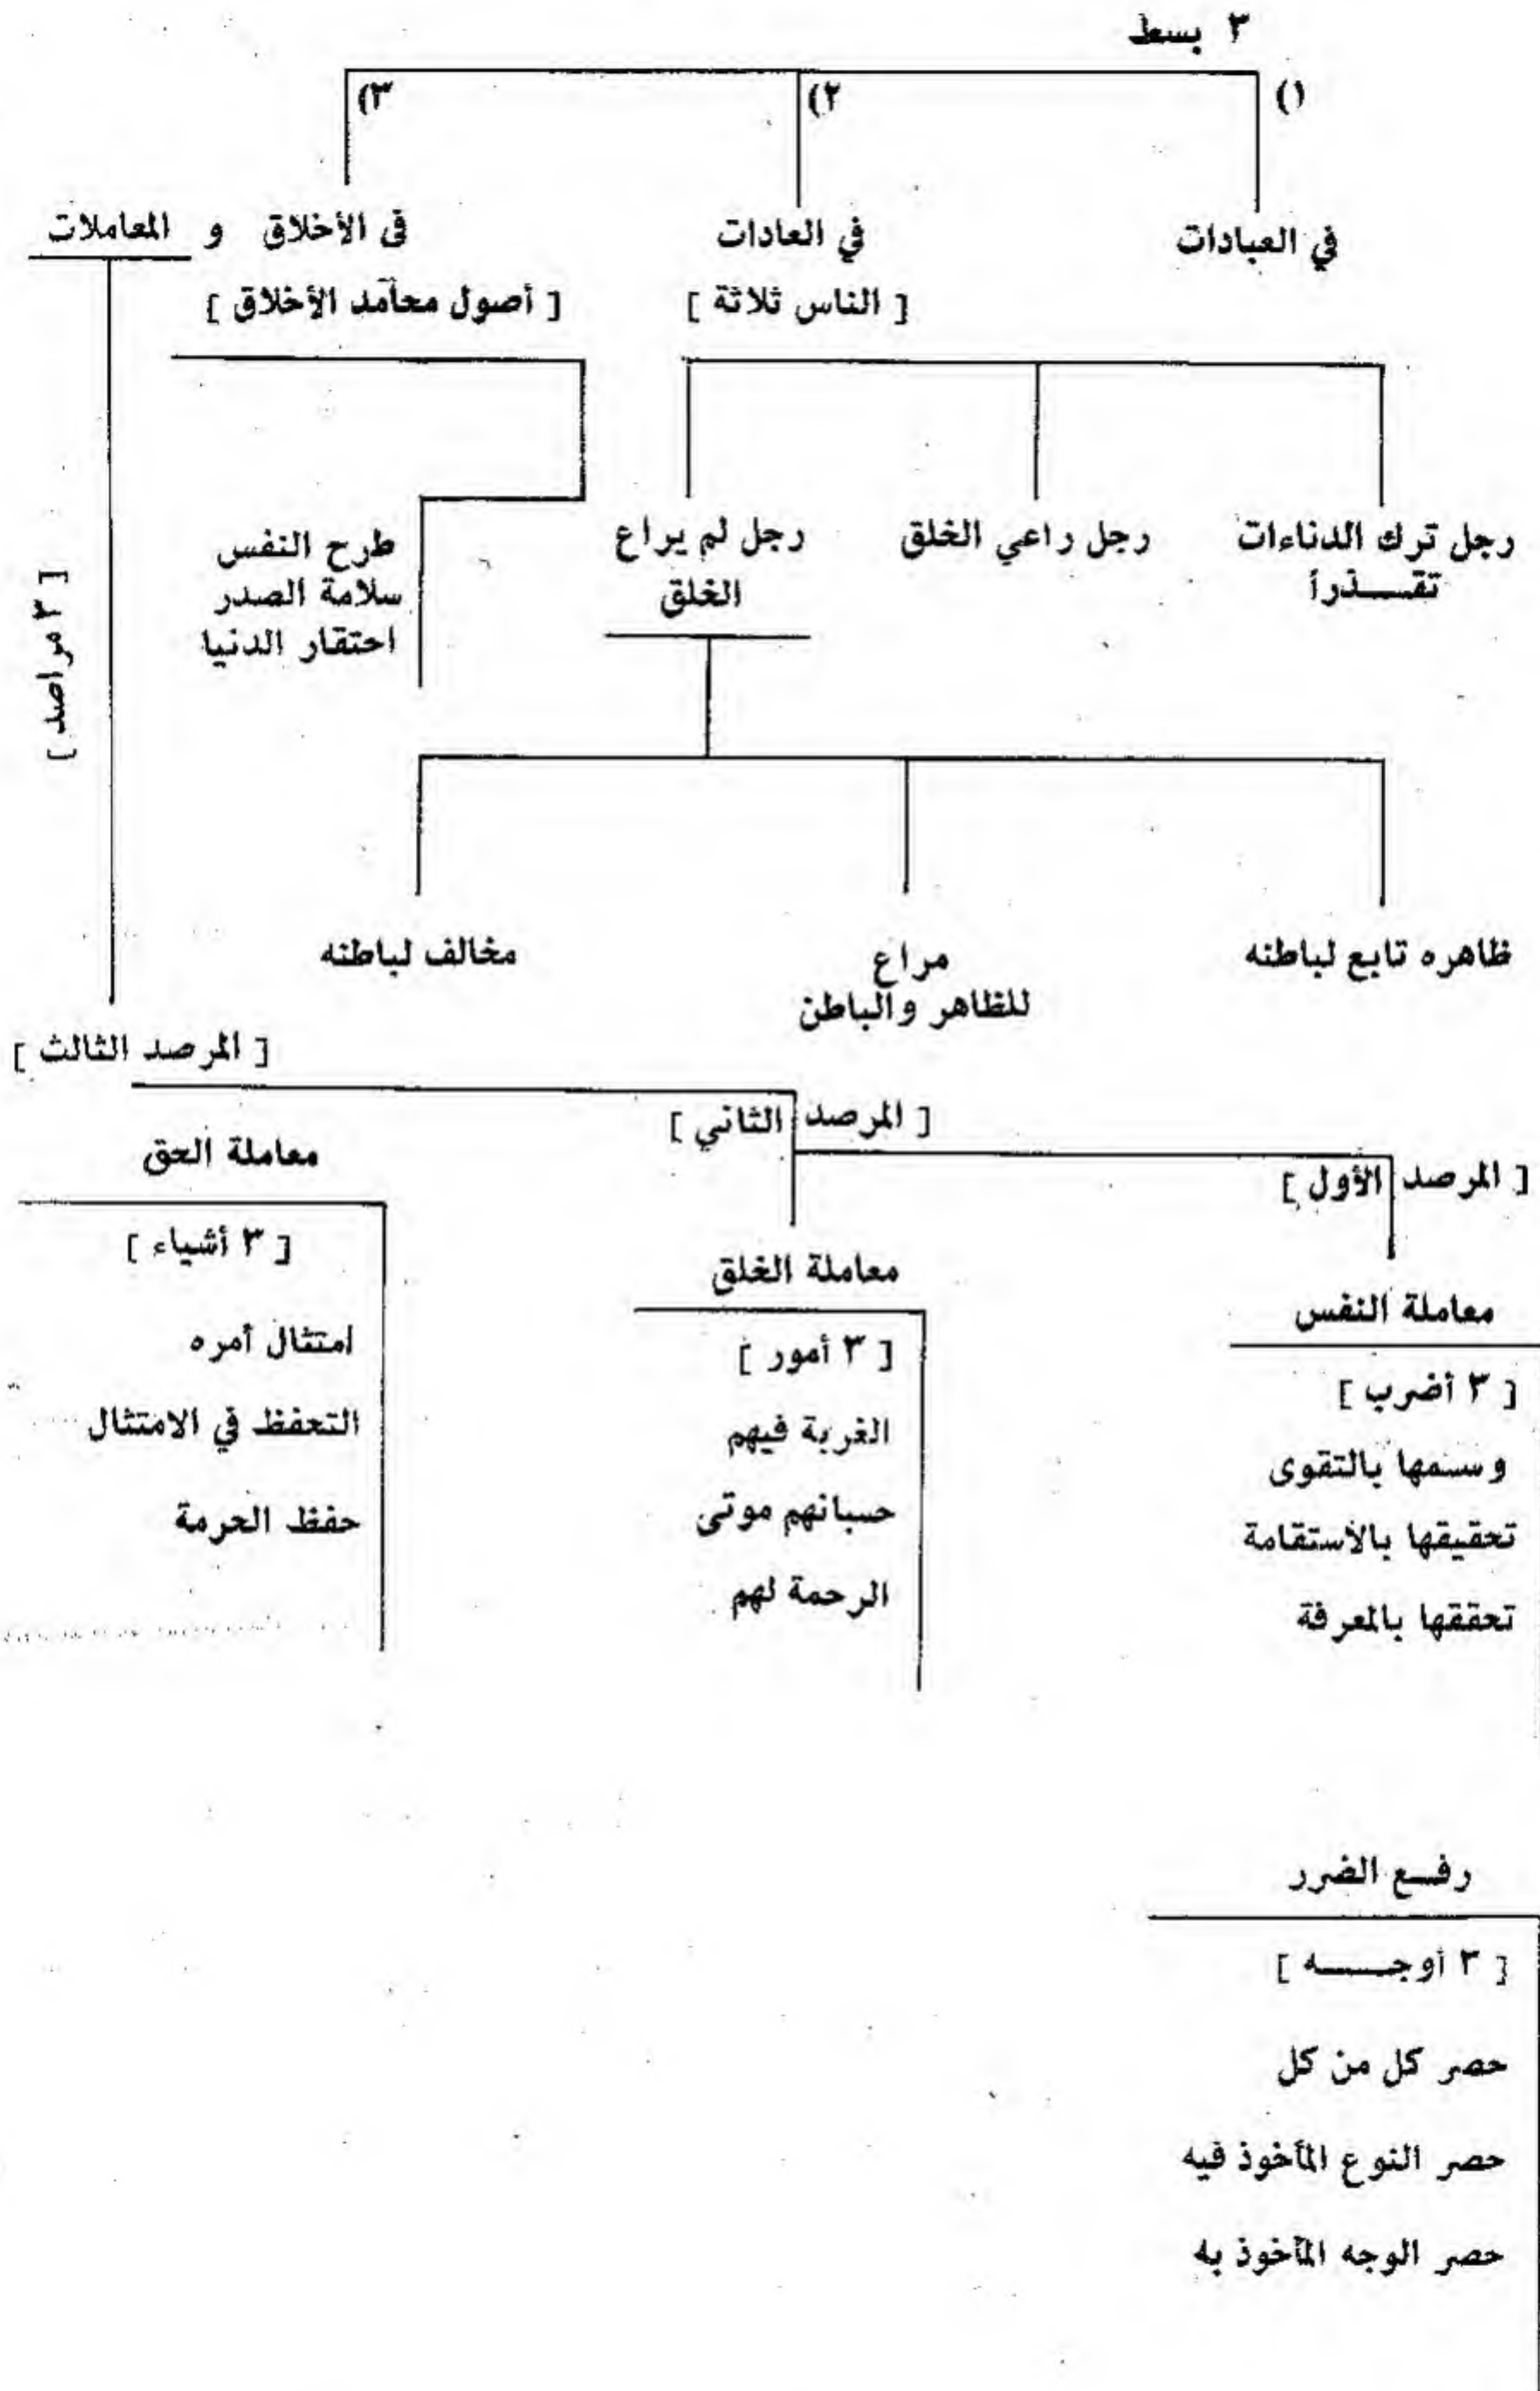 ٣ بسط
١)
٢)
٣)
في العبادات
في العادات
في الأخلاق و المعاملات
[ الناس ثلاثة ]
[ أصول محامد الأخلاق ]
رجل ترك الدناءات
تقــذراً
رجل راعي الخلق
رجل لم يراع
الخلق
طرح النفس
سلامة الصدر
احتقار الدنيا
[ ٣ مراصد ]
ظاهره تابع لباطنه
مراع
للظاهر والباطن
مخالف لباطنه
[ المرصد الأول ]
[ المرصد الثاني ]
[ المرصد الثالث ]
معاملة النفس
[ ٣ أضرب ]
وسمها بالتقوى
تحقيقها بالاستقامة
تحققها بالمعرفة
معاملة الخلق
[ ٣ أمور ]
الغربة فيهم
حسبانهم موتى
الرحمة لهم
معاملة الحق
[ ٣ أشياء ]
امتثال أمره
التحفظ في الامتثال
حفظ الحرمة
رفـع الضرر
[ ٣ أوجــــه ]
حصر كل من كل
حصر النوع المأخوذ فيه
حصر الوجه المأخوذ به